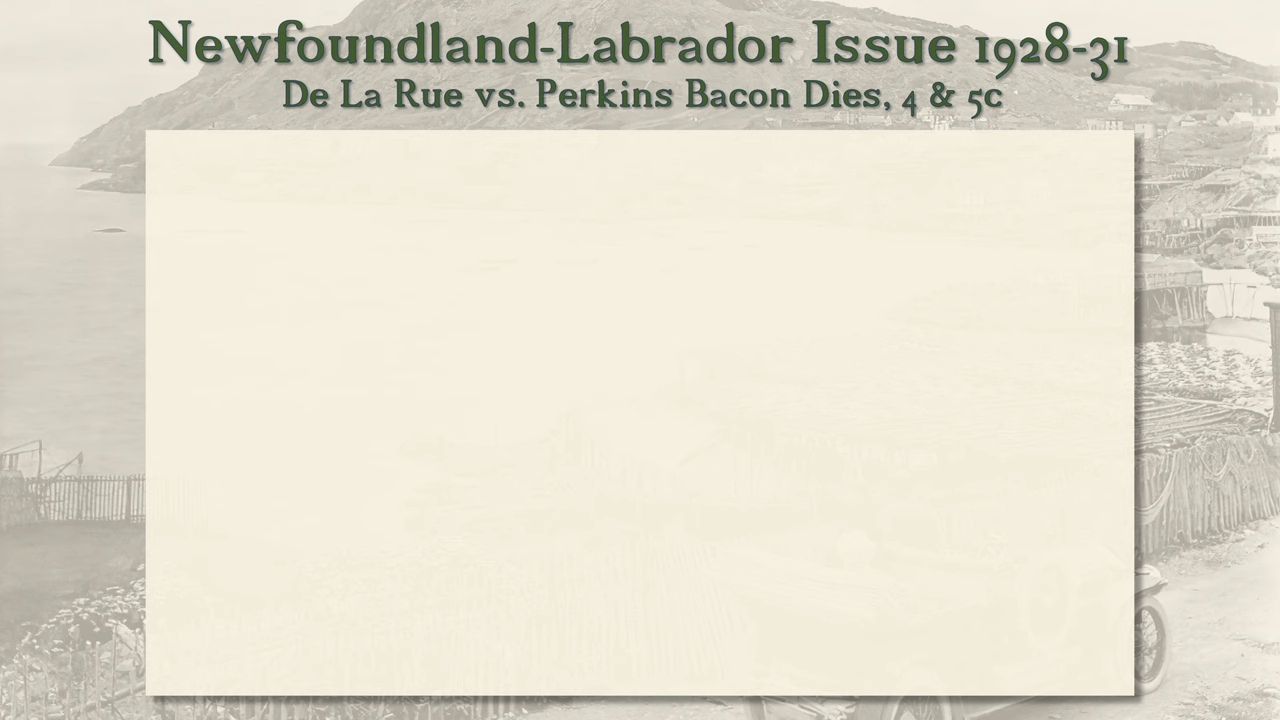 Newfoundland-Labrador Issue 1928-31
De La Rue vs. Perkins Bacon Dies, 4 & 5c